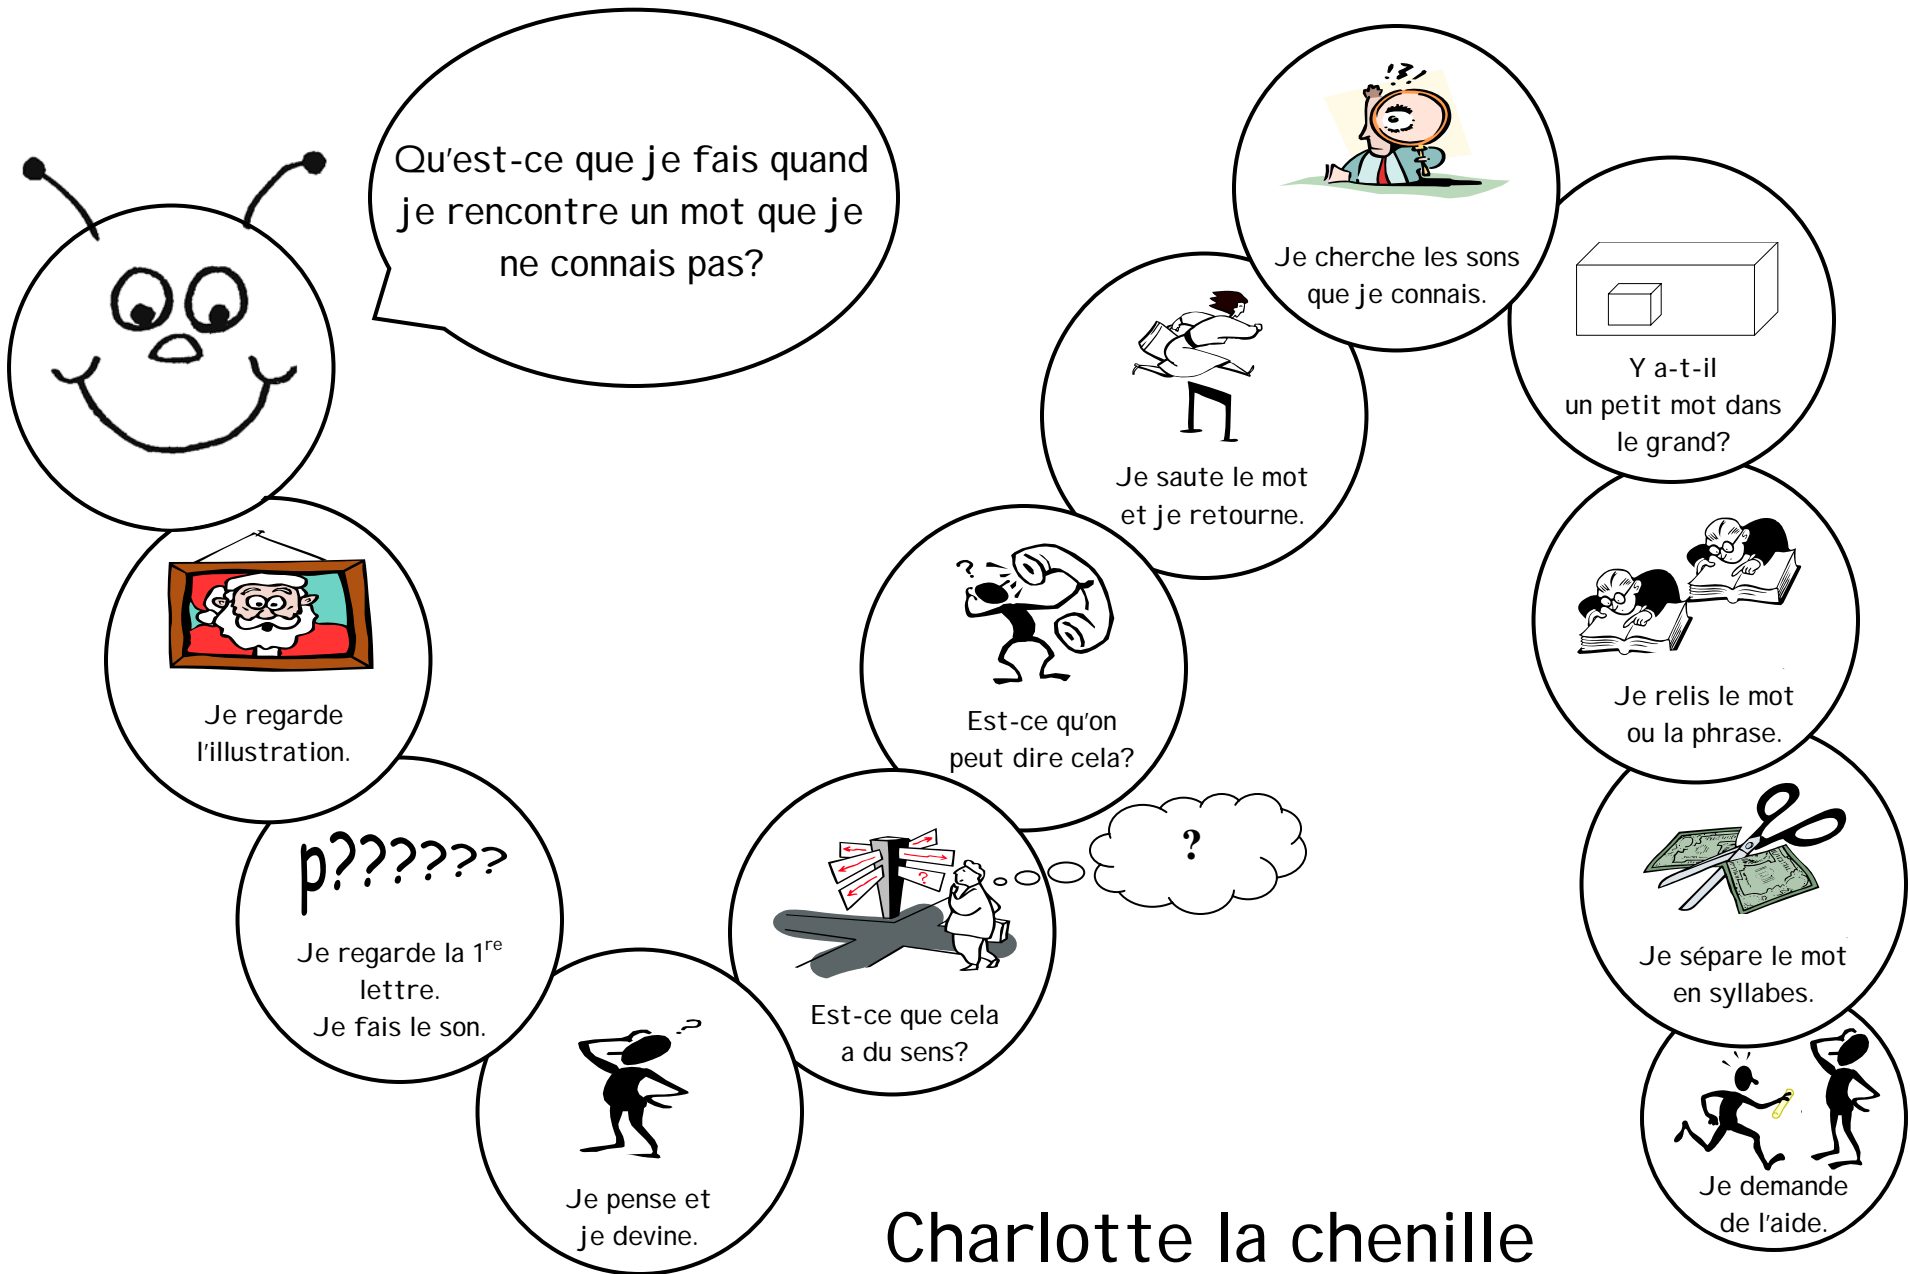 Qu'est-ce que je fais quand
je rencontre un mot que je
ne connais pas?
Je regarde
l'illustration.
p??????
Je regarde la 1re
lettre.
Je fais le son.
?
Je pense et
je devine.
?
?
Est-ce que cela
a du sens?
?
Est-ce qu'on
peut dire cela?
Je saute le mot
et je retourne.
!?!
Je cherche les sons
que je connais.
Y a-t-il
un petit mot dans
le grand?
Je relis le mot
ou la phrase.
Je sépare le mot
en syllabes.
Je demande
de l'aide.
Charlotte la chenille